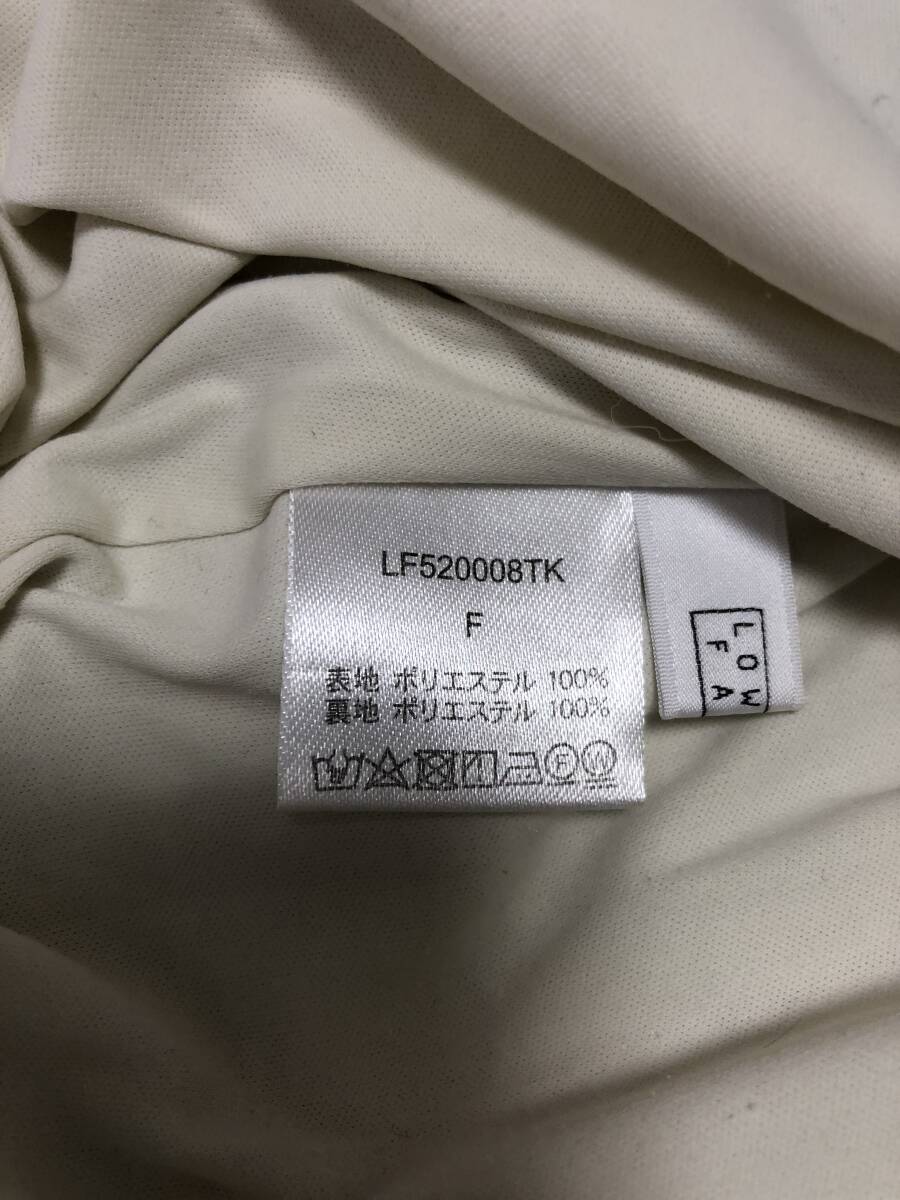 LF520008TK
F
表地 ポリエステル 100%
裏地 ポリエステル 100%
LOW
FA